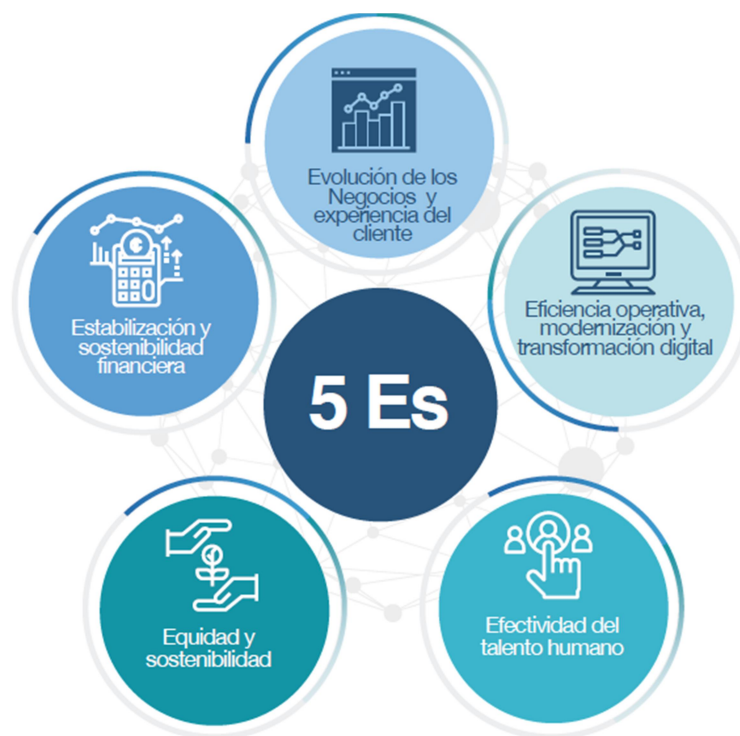 Evolución de los
Negocios y
experiencia del
cliente
Estabilización y
sostenibilidad
financiera
Eficiencia operativa,
modernización y
transformación digital
5 Es
Equidad y
sostenibilidad
Efectividad del
talento humano